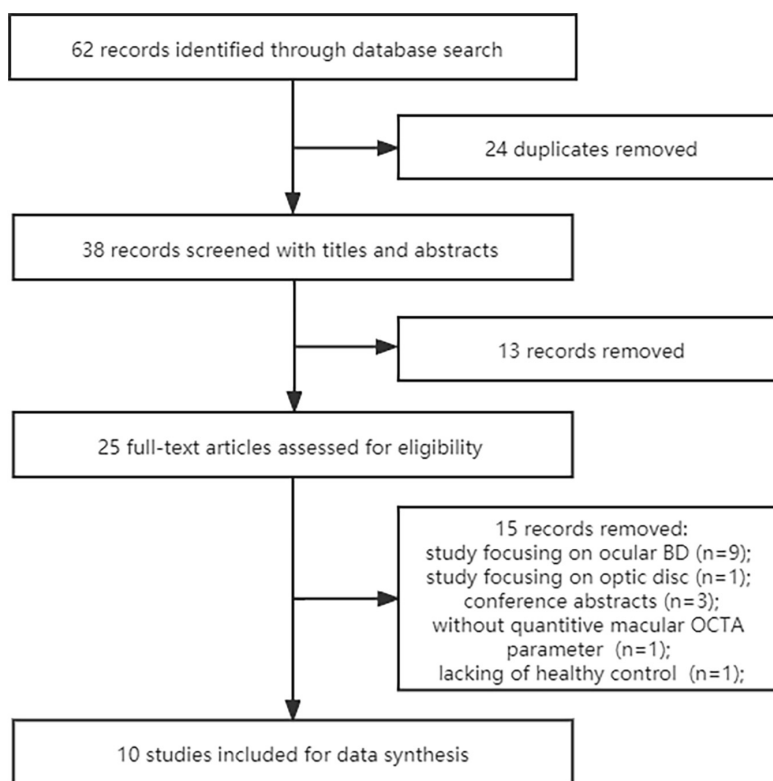 62 records identified through database search
24 duplicates removed
38 records screened with titles and abstracts
13 records removed
25 full-text articles assessed for eligibility
15 records removed:
study focusing on ocular BD (n=9);
study focusing on optic disc (n=1);
conference abstracts (n=3);
without quantitive macular OCTA
parameter (n=1);
lacking of healthy control (n=1);
10 studies included for data synthesis